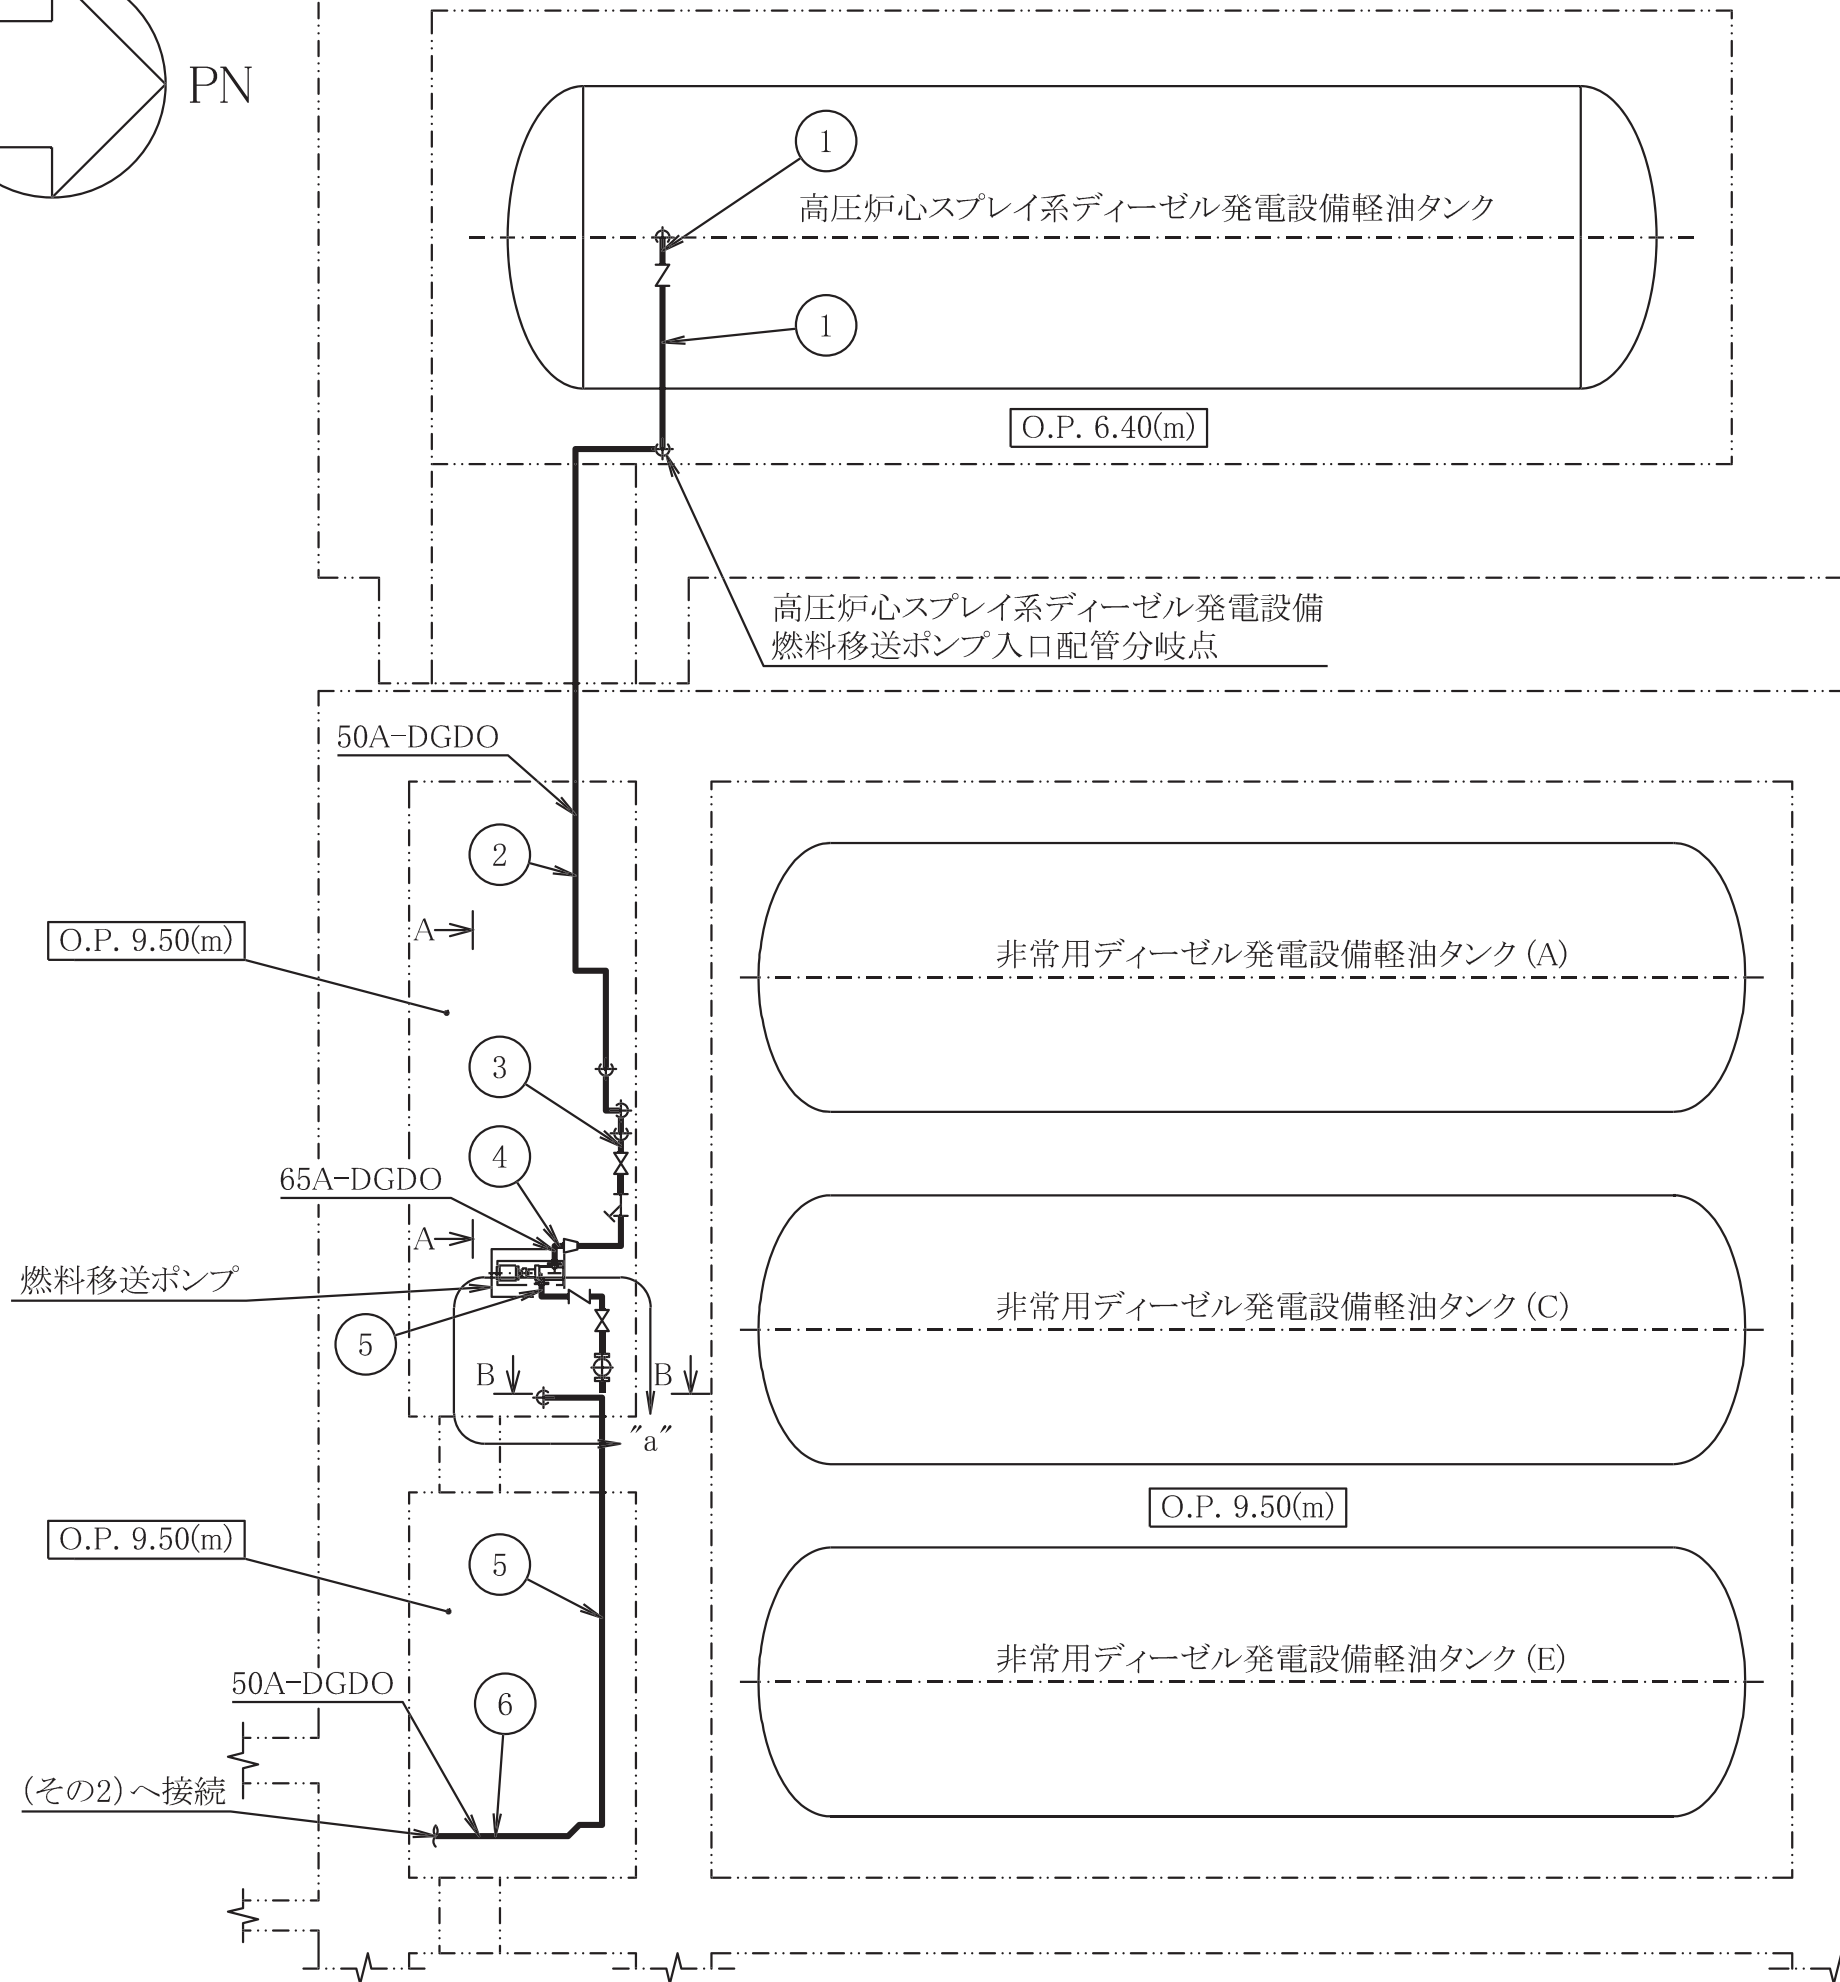 PN
1
高圧炉心スプレイ系ディーゼル発電設備軽油タンク
1
O.P. 6.40(m)
高圧炉心スプレイ系ディーゼル発電設備
燃料移送ポンプ入口配管分岐点
50A-DGDO
2
A
O.P. 9.50(m)
非常用ディーゼル発電設備軽油タンク(A)
3
4
65A-DGDO
A
燃料移送ポンプ
非常用ディーゼル発電設備軽油タンク(C)
5
B
B
"a"
O.P. 9.50(m)
O.P. 9.50(m)
5
非常用ディーゼル発電設備軽油タンク(E)
50A-DGDO
6
(その2)へ接続